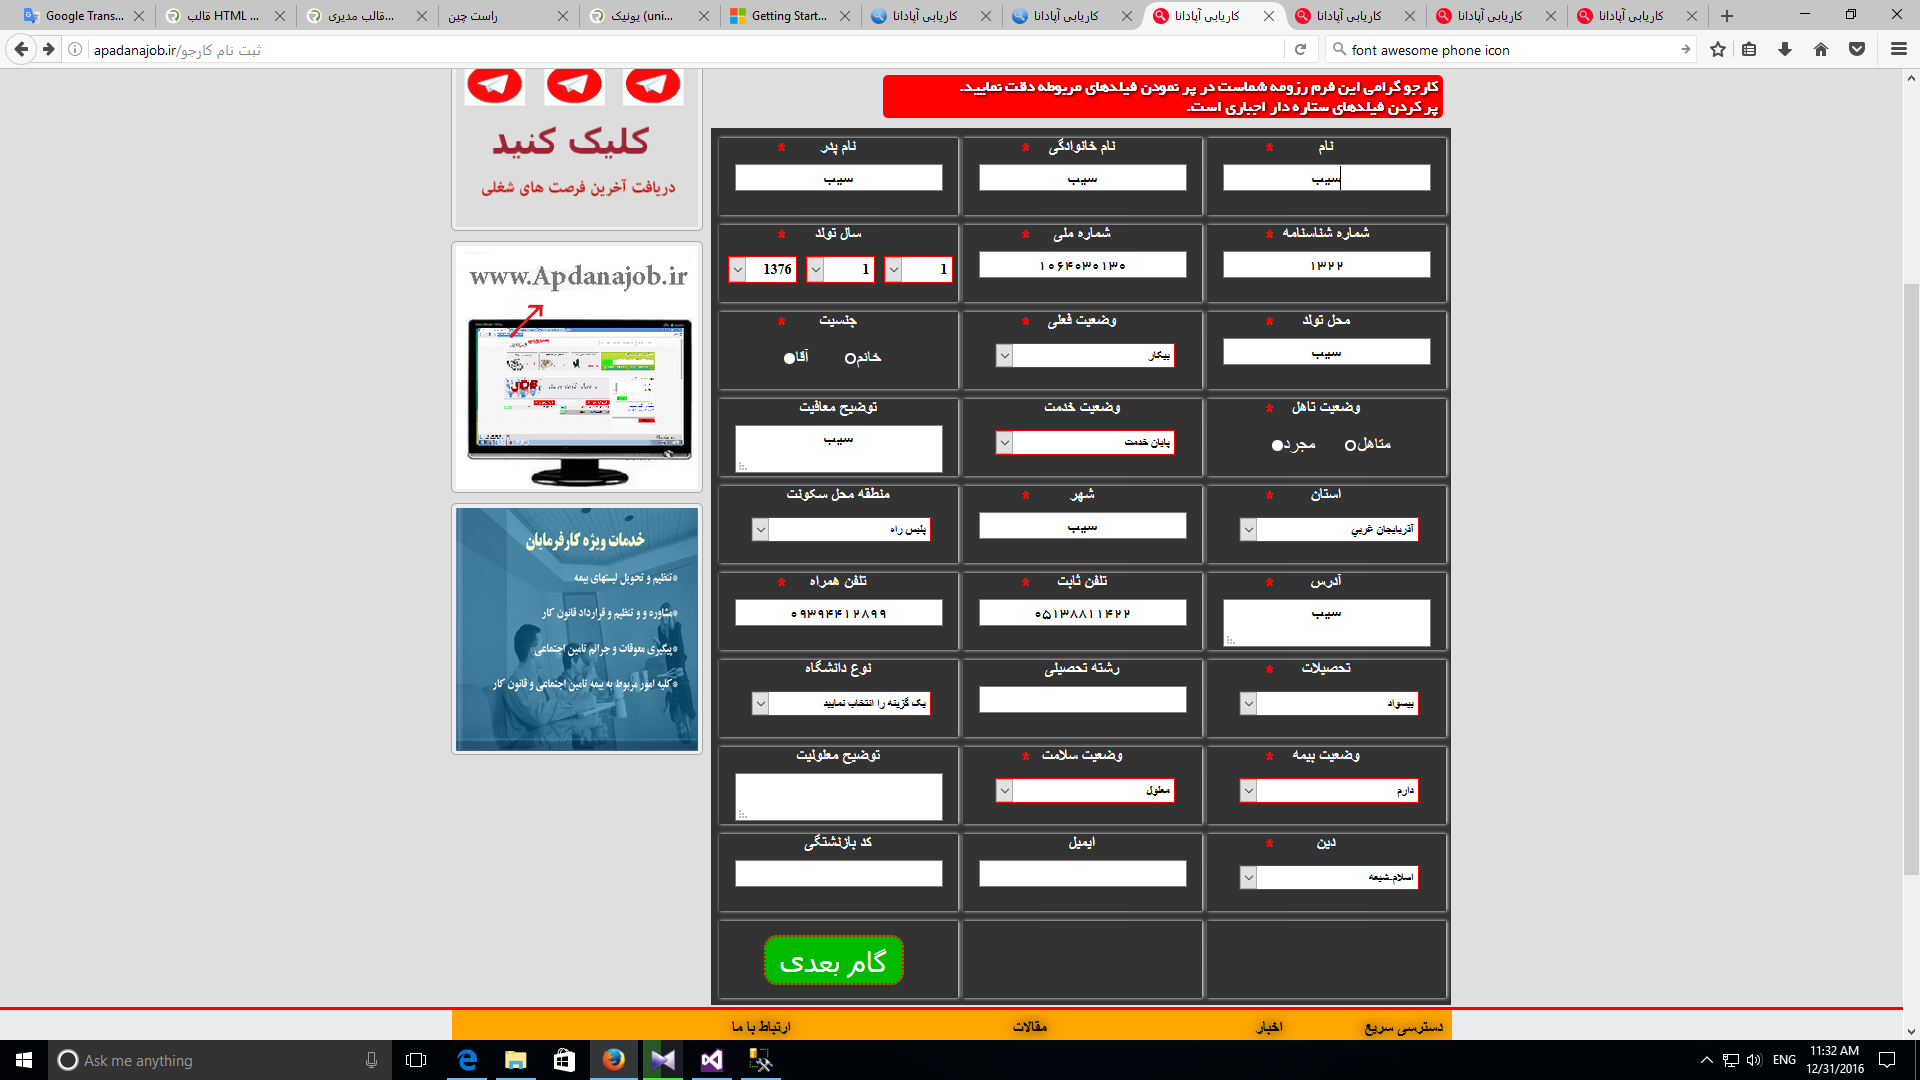 Google Trans...
قالب HTML ...
قالب مدیری...
راست چین
یونیک (uni...
Getting Start...
کاریابی آپادانا
کاریابی آپادانا
کاریابی آپادانا
کاریابی آپادانا
کاریابی آپادانا
کاریابی آپادانا
apadanajob.ir/ثبت نام کارجو
font awesome phone icon
کلیک کنید
دریافت آخرین فرصت های شغلی
www.Apdanajob.ir
JOB
خدمات ویژه کارفرمایان
*تنظیم و تحویل لیستهای بیمه
*مشاوره و و تنظیم و قرارداد قانون کار
*پیگیری معوقات و جرائم تامین اجتماعی
*کلیه امور مربوط به بیمه تامین اجتماعی و قانون کار
کارجو گرامی این فرم رزومه شماست در پر نمودن فیلدهای مربوطه دقت نمایید.
پر کردن فیلدهای ستاره دار اجباری است.
نام *
نام خانوادگی *
نام پدر *
سیب
سیب
سیب
شماره شناسنامه *
شماره ملی *
سال تولد *
۱۳۲۲
۱۰۶۴۰۳۰۱۳۰
1
1
1376
محل تولد *
وضعیت فعلی *
جنسیت *
سیب
بیکار
خانم
آقا
وضعیت تاهل *
وضعیت خدمت
توضیح معافیت
متاهل
مجرد
پایان خدمت
سیب
استان *
شهر *
منطقه محل سکونت
آذربایجان غربي
سیب
پلیس راه
آدرس *
تلفن ثابت *
تلفن همراه *
سیب
۰۵۱۳۸۸۱۱۴۲۲
۰۹۳۹۴۴۱۲۸۹۹
تحصیلات *
رشته تحصیلی
نوع دانشگاه
بیسواد
یک گزینه را انتخاب نمایید
وضعیت بیمه *
وضعیت سلامت *
توضیح معلولیت
دارم
معلول
دین *
ایمیل
کد بازنشتگی
اسلام-شیعه
گام بعدی
دسترسی سریع
اخبار
مقالات
ارتباط با ما
Ask me anything
ENG
11:32 AM
12/31/2016